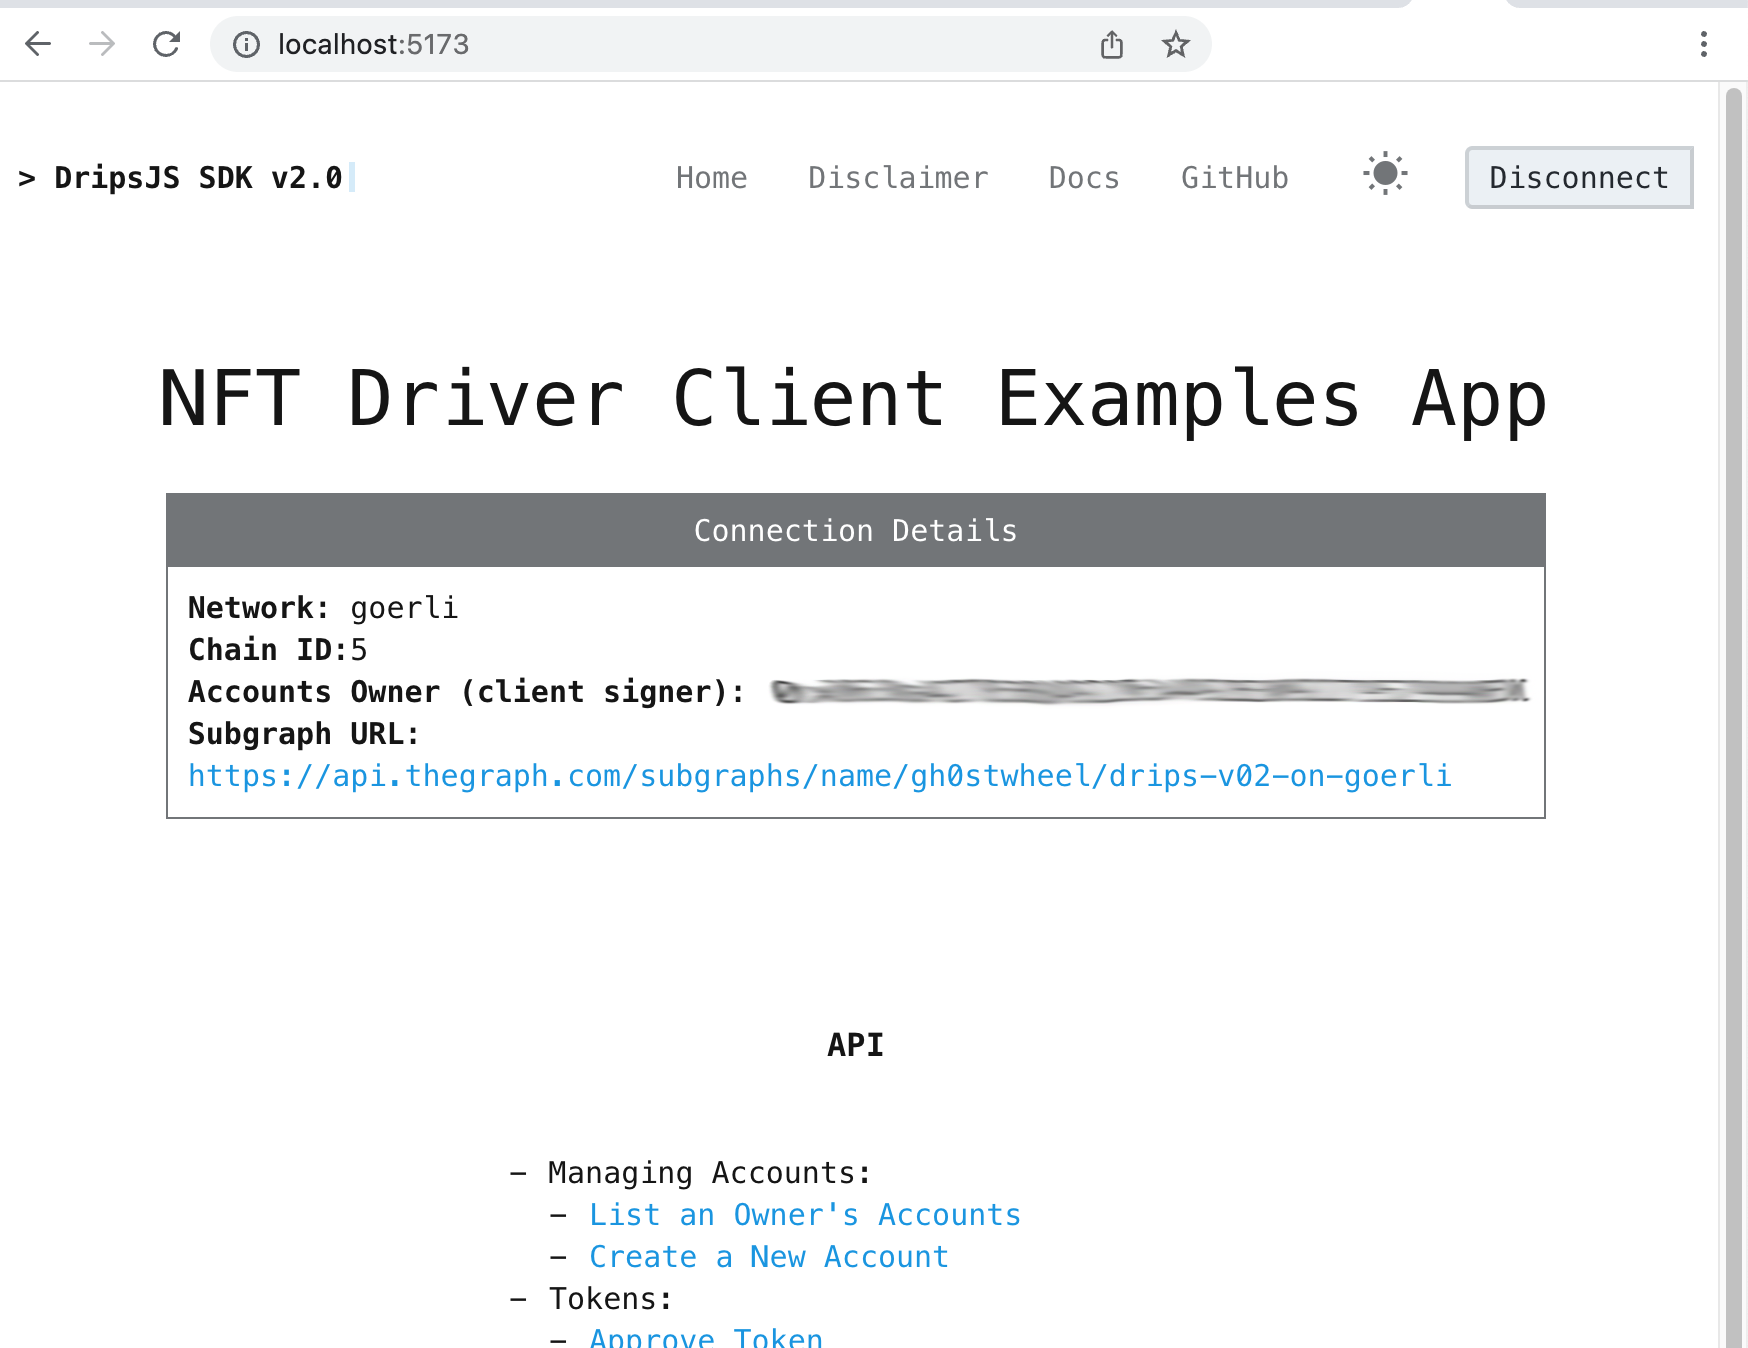 localhost:5173
> DripsJS SDK v2.0
Home Disclaimer Docs GitHub Disconnect
NFT Driver Client Examples App
Connection Details
Network: goerli
Chain ID:5
Accounts Owner (client signer):
Subgraph URL:
https://api.thegraph.com/subgraphs/name/gh0stwheel/drips-v02-on-goerli
API
- Managing Accounts:
- List an Owner's Accounts
- Create a New Account
- Tokens:
- Approve Token